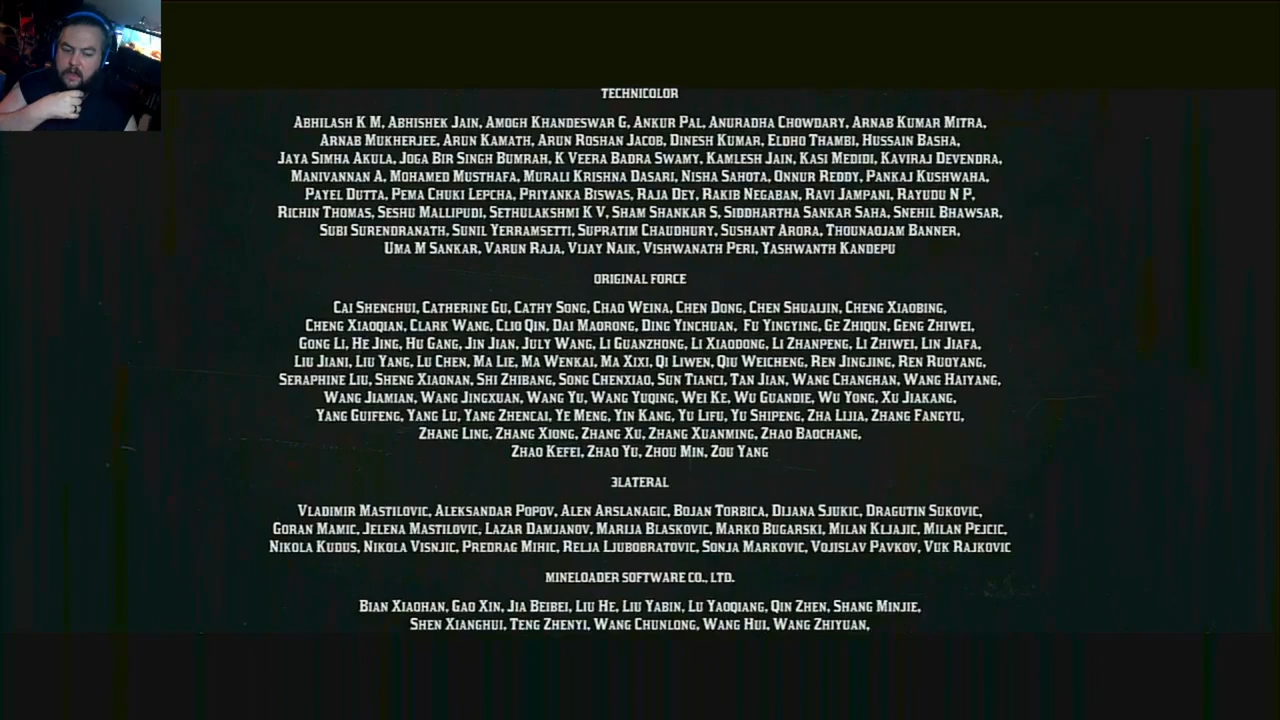 TECHNICOLOR
ABHILASH K M, ABHISHEK JAIN, AMOGH KHANDESWAR G, ANKUR PAL, ANURADHA CHOWDARY, ARNAB KUMAR MITRA,
ARNAB MUKHERJEE, ARUN KAMATH, ARUN ROSHAN JACOB, DINESH KUMAR, ELDHO THAMBI, HUSSAIN BASHA,
JAYA SIMHA AKULA, JOGA BIR SINGH BUMRAH, K VEERA BADRA SWAMY, KAMLESH JAIN, KASI MEDIDI, KAVIRAJ DEVENDRA,
MANIVANNAN A, MOHAMED MUSTHAFA, MURALI KRISHNA DASARI, NISHA SAHOTA, ONNUR REDDY, PANKAJ KUSHWAHA,
PAYEL DUTTA, PEMA CHUKI LEPCHA, PRIYANKA BISWAS, RAJA DEY, RAKIB NEGABAN, RAVI JAMPANI, RAYUDU N P,
RICHIN THOMAS, SESHU MALLIPUDI, SETHULAKSHMI K V, SHAM SHANKAR S, SIDDHARTHA SANKAR SAHA, SNEHIL BHAWSAR,
SUBI SURENDRANATH, SUNIL YERRAMSETTI, SUPRATIM CHAUDHURY, SUSHANT ARORA, THOUNAOJAM BANNER,
UMA M SANKAR, VARUN RAJA, VIJAY NAIK, VISHWANATH PERI, YASHWANTH KANDEPU
ORIGINAL FORCE
CAI SHENGHUI, CATHERINE GU, CATHY SONG, CHAO WEINA, CHEN DONG, CHEN SHUAIJIN, CHENG XIAOBING,
CHENG XIAOQIAN, CLARK WANG, CLIO QIN, DAI MAORONG, DING YINCHUAN, FU YINGYING, GE ZHIQUN, GENG ZHIWEI,
GONG LI, HE JING, HU GANG, JIN JIAN, JULY WANG, LI GUANZHONG, LI XIAODONG, LI ZHANPENG, LI ZHIWEI, LIN JIAFA,
LIU JIANI, LIU YANG, LU CHEN, MA LIE, MA WENKAI, MA XIXI, QI LIWEN, QIU WEICHENG, REN JINGJING, REN RUOYANG,
SERAPHINE LIU, SHENG XIAONAN, SHI ZHIBANG, SONG CHENXIAO, SUN TIANCI, TAN JIAN, WANG CHANGHAN, WANG HAIYANG,
WANG JIAMIAN, WANG JINGXUAN, WANG YU, WANG YUQING, WEI KE, WU GUANDIE, WU YONG, XU JIAKANG,
YANG GUIFENG, YANG LU, YANG ZHENCAI, YE MENG, YIN KANG, YU LIFU, YU SHIPENG, ZHA LIJIA, ZHANG FANGYU,
ZHANG LING, ZHANG XIONG, ZHANG XU, ZHANG XUANMING, ZHAO BAOCHANG,
ZHAO KEFEI, ZHAO YU, ZHOU MIN, ZOU YANG
3LATERAL
VLADIMIR MASTILOVIC, ALEKSANDAR POPOV, ALEN ARSLANAGIC, BOJAN TORBICA, DIJANA SJUKIC, DRAGUTIN SUKOVIC,
GORAN MAMIC, JELENA MASTILOVIC, LAZAR DAMJANOV, MARIJA BLASKOVIC, MARKO BUGARSKI, MILAN KLJAJIC, MILAN PEJCIC,
NIKOLA KUDUS, NIKOLA VISNJIC, PREDRAG MIHIC, RELJA LJUBOBRATOVIC, SONJA MARKOVIC, VOJISLAV PAVKOV, VUK RAJKOVIC
MINELOADER SOFTWARE CO., LTD.
BIAN XIAOHAN, GAO XIN, JIA BEIBEI, LIU HE, LIU YABIN, LU YAOQIANG, QIN ZHEN, SHANG MINJIE,
SHEN XIANGHUI, TENG ZHENYI, WANG CHUNLONG, WANG HUI, WANG ZHIYUAN,